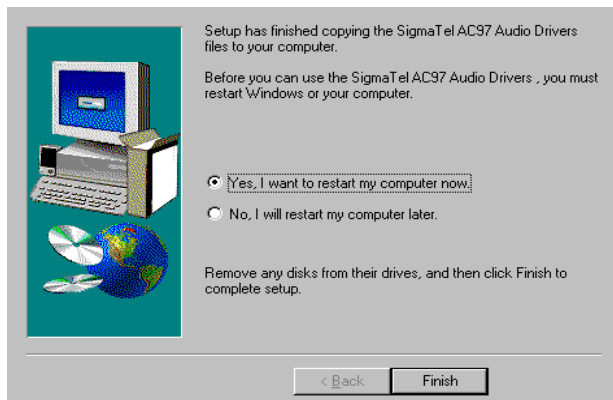 Setup has finished copying the SigmaTel AC97 Audio Drivers
files to your computer.
Before you can use the SigmaTel AC97 Audio Drivers , you must
restart Windows or your computer.
Yes, I want to restart my computer now.
No, I will restart my computer later.
Remove any disks from their drives, and then click Finish to
complete setup.
< Back
Finish